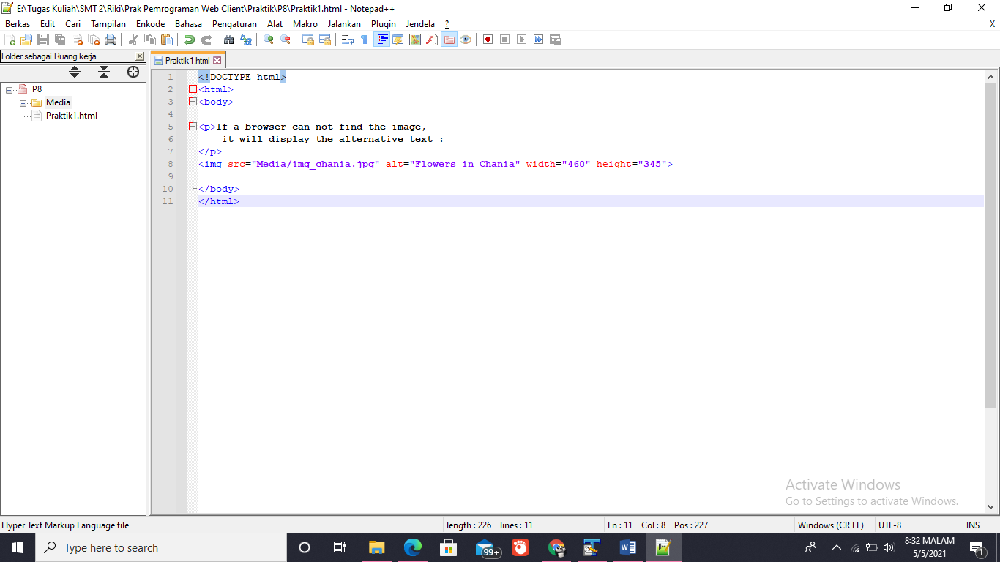 E:\Tugas Kuliah\SMT 2\Riki\Prak Pemrograman Web Client\Praktik\P8\Praktik1.html - Notepad++
Berkas Edit Cari Tampilan Enkode Bahasa Pengaturan Alat Makro Jalankan Plugin Jendela ? X
Folder sebagai Ruang kerja
Praktik1.html
P8
Media
Praktik1.html
1 <!DOCTYPE html>
2 <html>
3 <body>
4
5 <p>If a browser can not find the image,
6 it will display the alternative text :
7 </p>
8 <img src="Media/img_chania.jpg" alt="Flowers in Chania" width="460" height="345">
9
10 </body>
11 </html>
Activate Windows
Go to Settings to activate Windows.
Hyper Text Markup Language file length : 226 lines : 11 Ln : 11 Col : 8 Pos : 227 Windows (CR LF) UTF-8 INS
Type here to search
99+
8:32 MALAM
5/5/2021
1